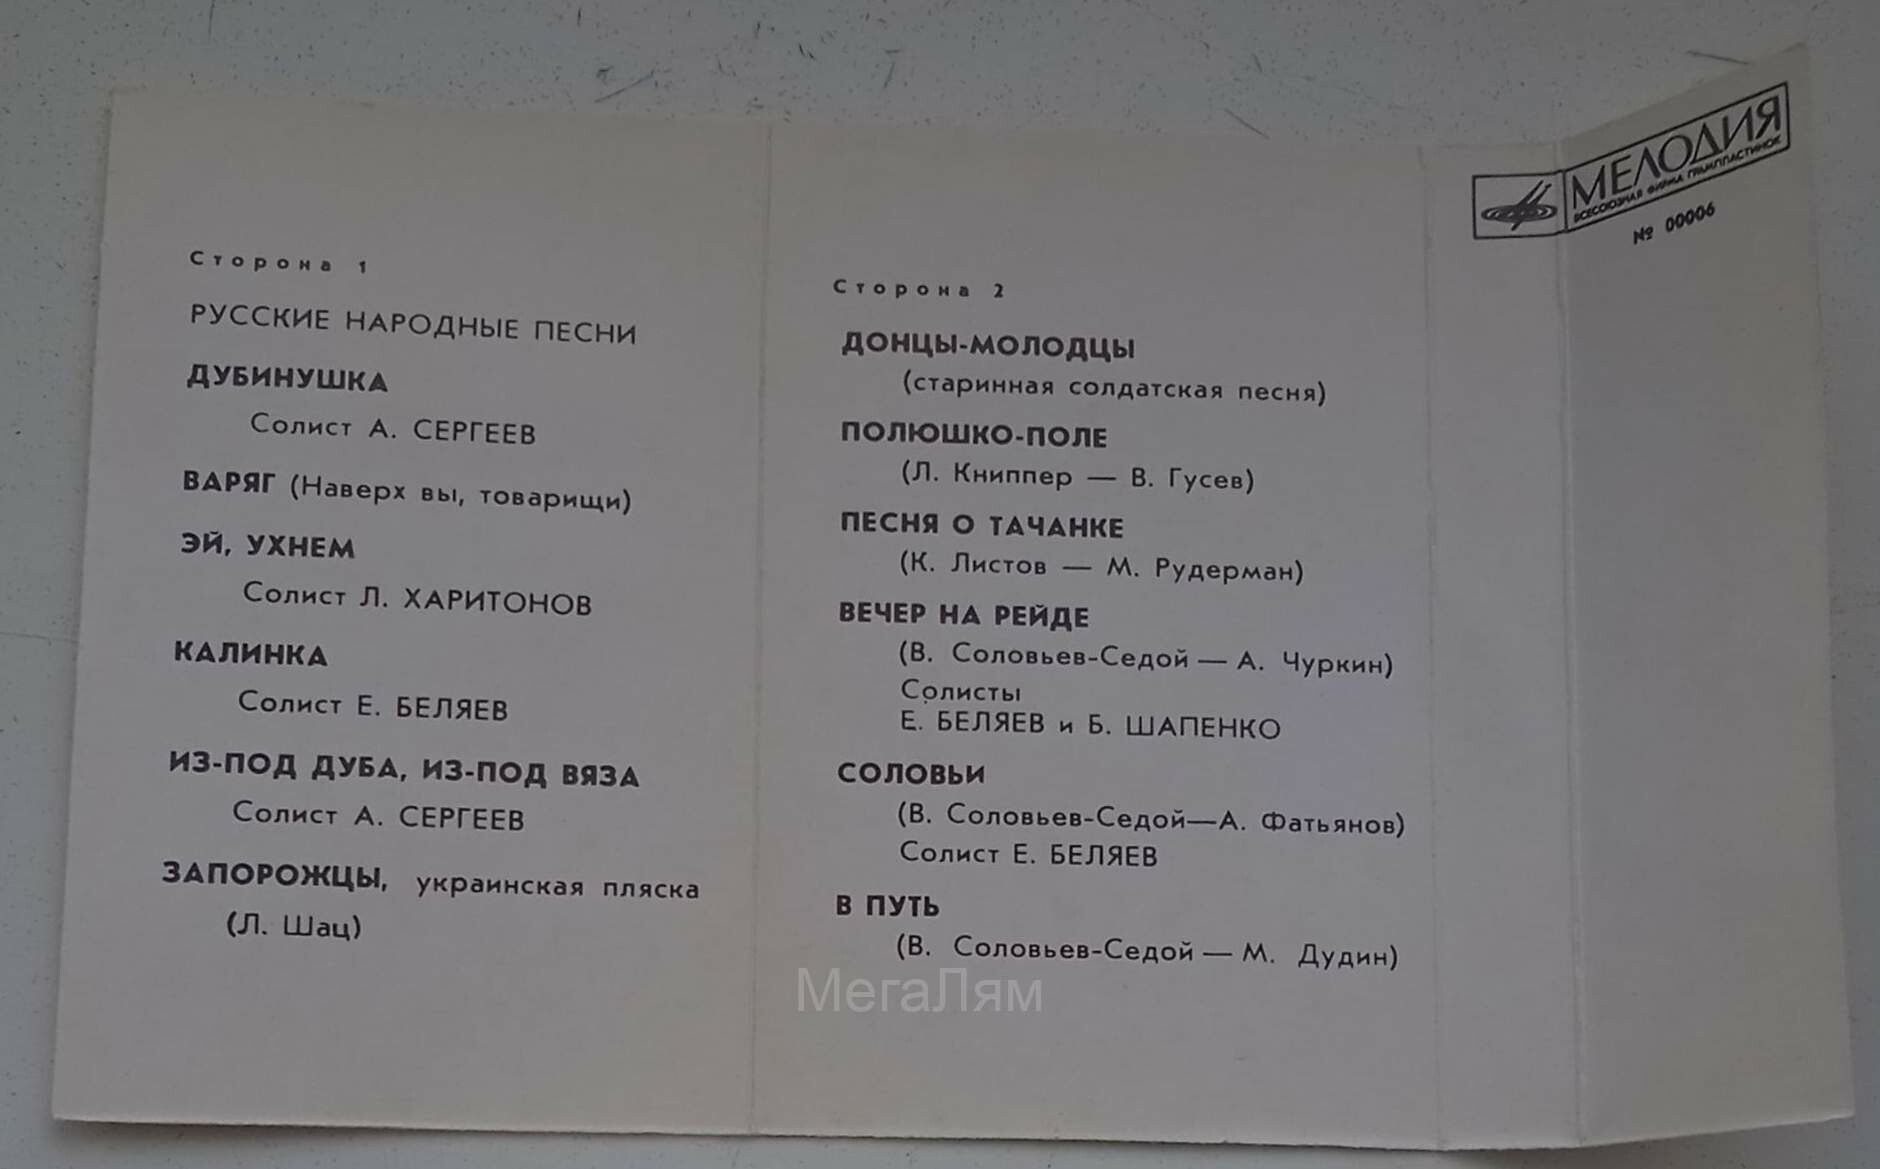 Сторона 1
РУССКИЕ НАРОДНЫЕ ПЕСНИ
ДУБИНУШКА
Солист А. СЕРГЕЕВ
ВАРЯГ (Наверх вы, товарищи)
ЭЙ, УХНЕМ
Солист Л. ХАРИТОНОВ
КАЛИНКА
Солист Е. БЕЛЯЕВ
ИЗ-ПОД ДУБА, ИЗ-ПОД ВЯЗА
Солист А. СЕРГЕЕВ
ЗАПОРОЖЦЫ, украинская пляска
(Л. Шац)
Сторона 2
ДОНЦЫ-МОЛОДЦЫ
(старинная солдатская песня)
ПОЛЮШКО-ПОЛЕ
(Л. Книппер — В. Гусев)
ПЕСНЯ О ТАЧАНКЕ
(К. Листов — М. Рудерман)
ВЕЧЕР НА РЕЙДЕ
(В. Соловьев-Седой — А. Чуркин)
Солисты
Е. БЕЛЯЕВ и Б. ШАПЕНКО
СОЛОВЬИ
(В. Соловьев-Седой—А. Фатьянов)
Солист Е. БЕЛЯЕВ
В ПУТЬ
(В. Соловьев-Седой — М. Дудин)
МЕЛОДИЯ
ВСЕСОЮЗНАЯ ФИРМА ГРАМПЛАСТИНОК
№ 00006
МегаЛям